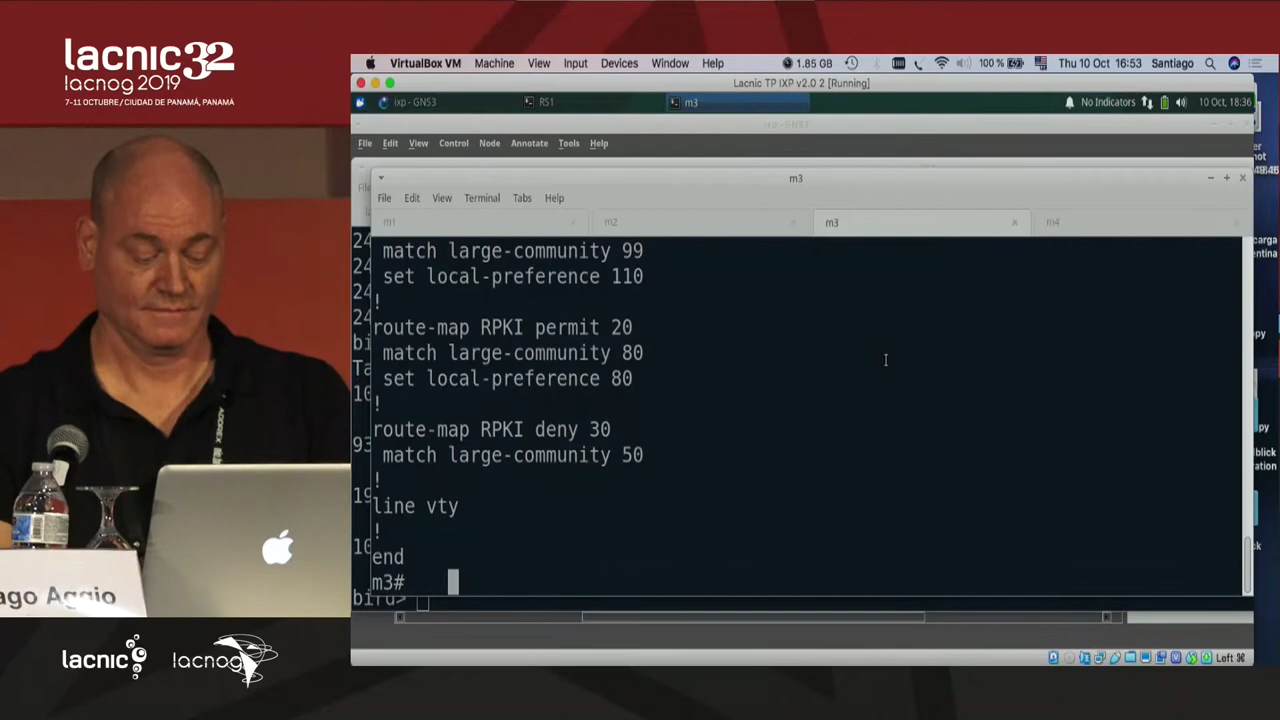 lacnic32
lacnog 2019
7-11 OCTUBRE / CIUDAD DE PANAMÁ, PANAMÁ
VirtualBox VM Machine View Input Devices Window Help 1.85 GB 100 % Thu 10 Oct 16:53 Santiago
Lacnic TP IXP v2.0 2 [Running]
ixp - GNS3 RS1 m3 No Indicators 10 Oct, 18:36
ixp - GNS3
File Edit View Control Node Annotate Tools Help
m3
File Edit View Terminal Tabs Help
m1 m2 m3 m4
match large-community 99
set local-preference 110
!
route-map RPKI permit 20
match large-community 80
set local-preference 80
!
route-map RPKI deny 30
match large-community 50
!
line vty
!
end
m3#
bird>
ago Aggio
ADOREX
lacnic
lacnog
Left ⌘